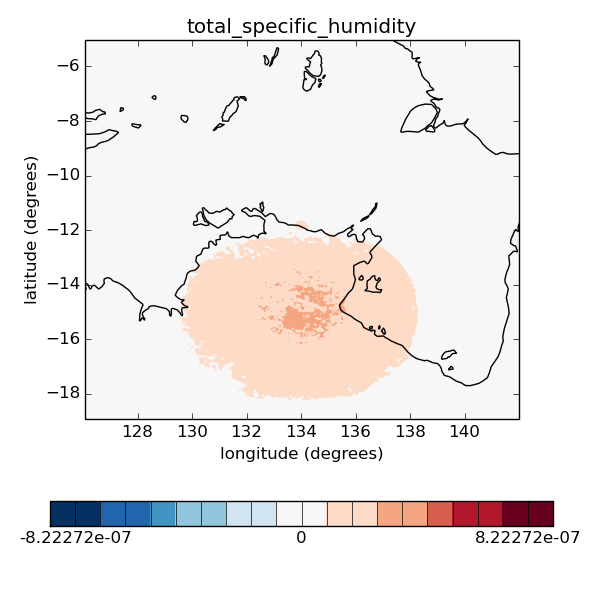 total_specific_humidity
−6
−8
−10
−12
−14
−16
−18
latitude (degrees)
128 130 132 134 136 138 140
longitude (degrees)
-8.22272e-07 0 8.22272e-07